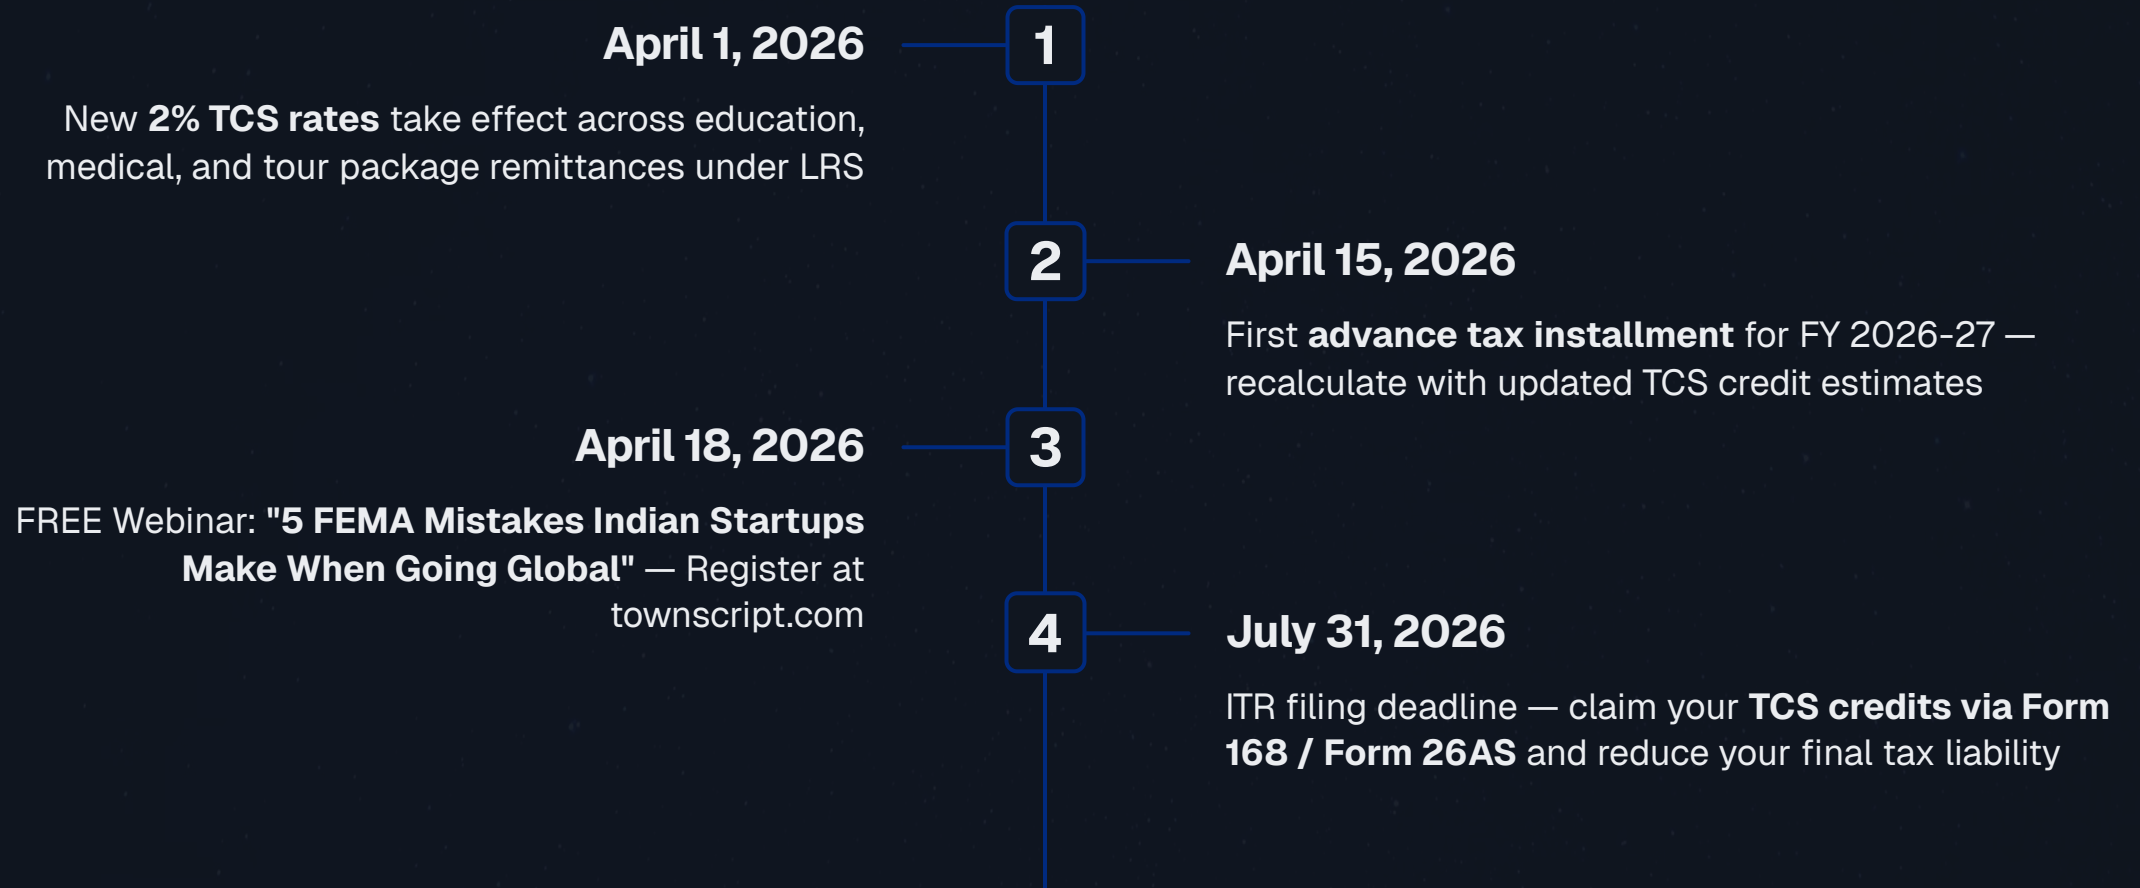 April 1, 2026
1
New 2% TCS rates take effect across education,
medical, and tour package remittances under LRS
2
April 15, 2026
First advance tax installment for FY 2026-27 —
recalculate with updated TCS credit estimates
April 18, 2026
3
FREE Webinar: "5 FEMA Mistakes Indian Startups
Make When Going Global" — Register at
townscript.com
4
July 31, 2026
ITR filing deadline — claim your TCS credits via Form
168 / Form 26AS and reduce your final tax liability